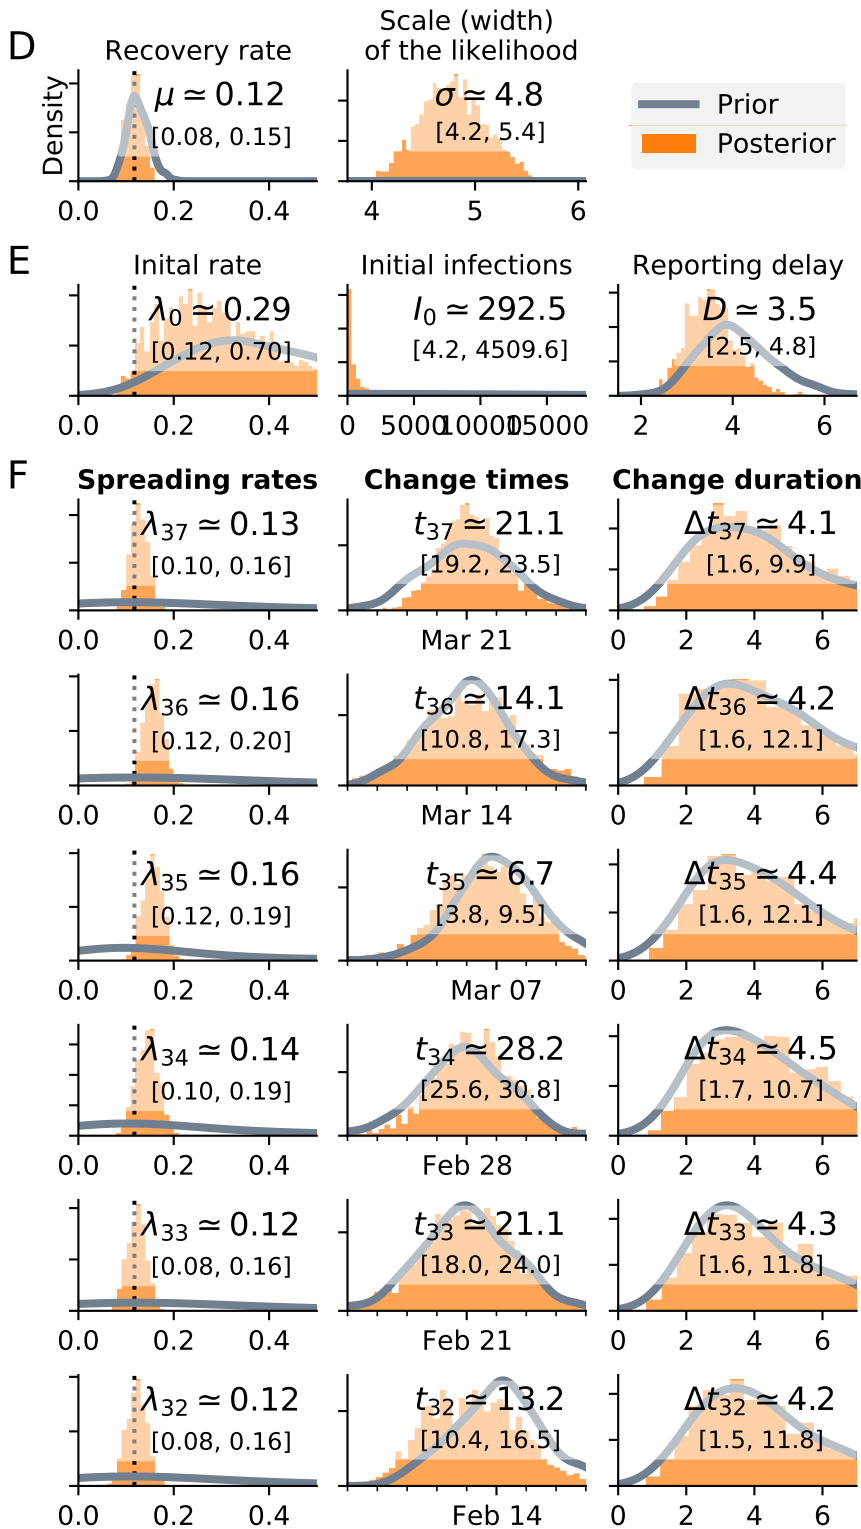 D
Recovery rate
Scale (width)
of the likelihood
Density
μ ≃ 0.12
[0.08, 0.15]
0.0 0.2 0.4
σ ≃ 4.8
[4.2, 5.4]
4 5 6
Prior
Posterior
E
Inital rate
λ0 ≃ 0.29
[0.12, 0.70]
0.0 0.2 0.4
Initial infections
I0 ≃ 292.5
[4.2, 4509.6]
0 5000 10000 15000
Reporting delay
D ≃ 3.5
[2.5, 4.8]
2 4 6
F
Spreading rates Change times Change duration
λ37 ≃ 0.13
[0.10, 0.16]
0.0 0.2 0.4
t37 ≃ 21.1
[19.2, 23.5]
Mar 21
Δt37 ≃ 4.1
[1.6, 9.9]
0 2 4 6
λ36 ≃ 0.16
[0.12, 0.20]
0.0 0.2 0.4
t36 ≃ 14.1
[10.8, 17.3]
Mar 14
Δt36 ≃ 4.2
[1.6, 12.1]
0 2 4 6
λ35 ≃ 0.16
[0.12, 0.19]
0.0 0.2 0.4
t35 ≃ 6.7
[3.8, 9.5]
Mar 07
Δt35 ≃ 4.4
[1.6, 12.1]
0 2 4 6
λ34 ≃ 0.14
[0.10, 0.19]
0.0 0.2 0.4
t34 ≃ 28.2
[25.6, 30.8]
Feb 28
Δt34 ≃ 4.5
[1.7, 10.7]
0 2 4 6
λ33 ≃ 0.12
[0.08, 0.16]
0.0 0.2 0.4
t33 ≃ 21.1
[18.0, 24.0]
Feb 21
Δt33 ≃ 4.3
[1.6, 11.8]
0 2 4 6
λ32 ≃ 0.12
[0.08, 0.16]
0.0 0.2 0.4
t32 ≃ 13.2
[10.4, 16.5]
Feb 14
Δt32 ≃ 4.2
[1.5, 11.8]
0 2 4 6